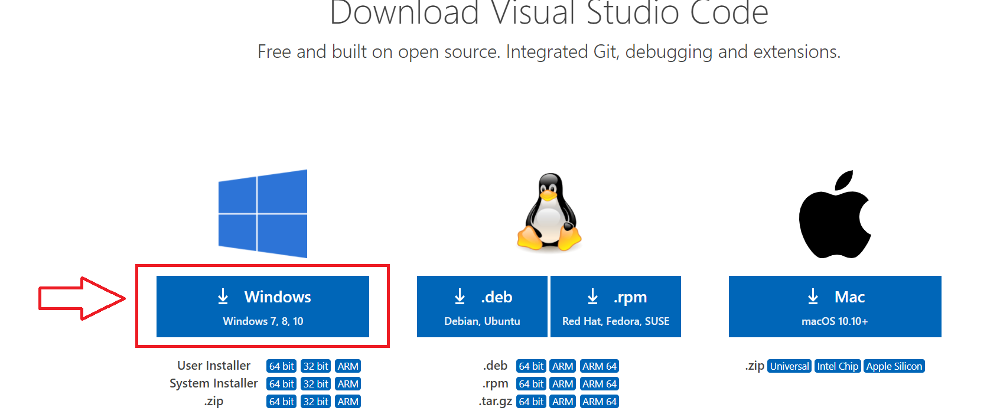 Download Visual Studio Code
Free and built on open source. Integrated Git, debugging and extensions.
Windows
Windows 7, 8, 10
User Installer 64 bit 32 bit ARM
System Installer 64 bit 32 bit ARM
.zip 64 bit 32 bit ARM
.deb
Debian, Ubuntu
.rpm
Red Hat, Fedora, SUSE
.deb 64 bit ARM ARM 64
.rpm 64 bit ARM ARM 64
.tar.gz 64 bit ARM ARM 64
Mac
macOS 10.10+
.zip Universal Intel Chip Apple Silicon